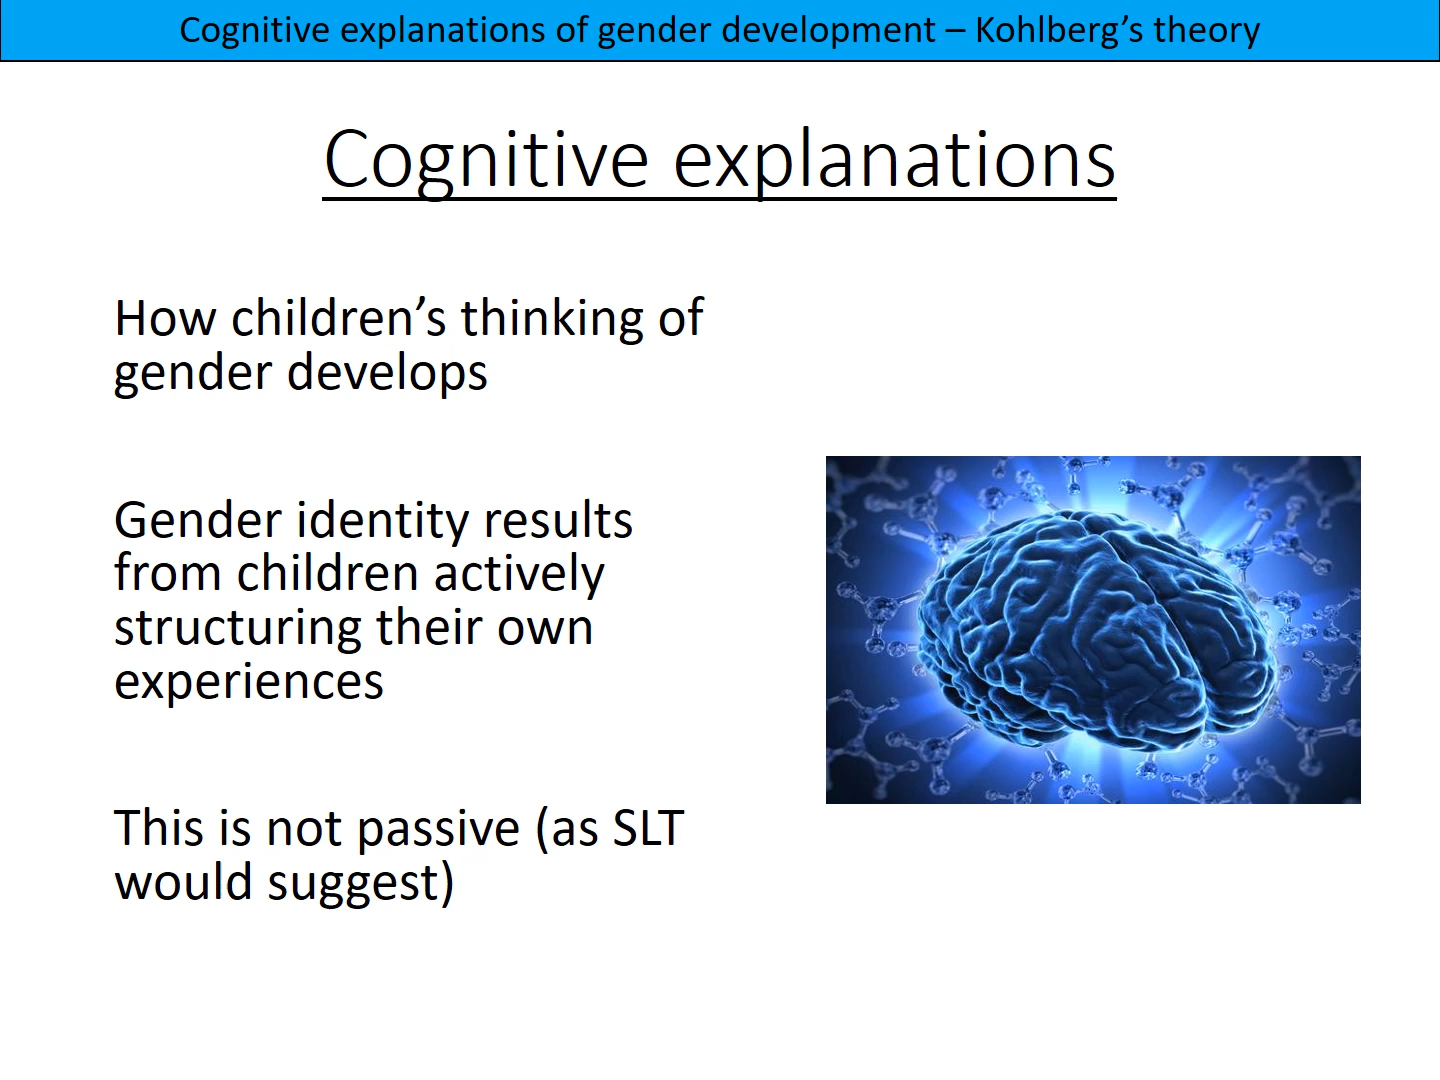 Cognitive explanations of gender development – Kohlberg’s theory
Cognitive explanations
How children’s thinking of
gender develops
Gender identity results
from children actively
structuring their own
experiences
This is not passive (as SLT
would suggest)